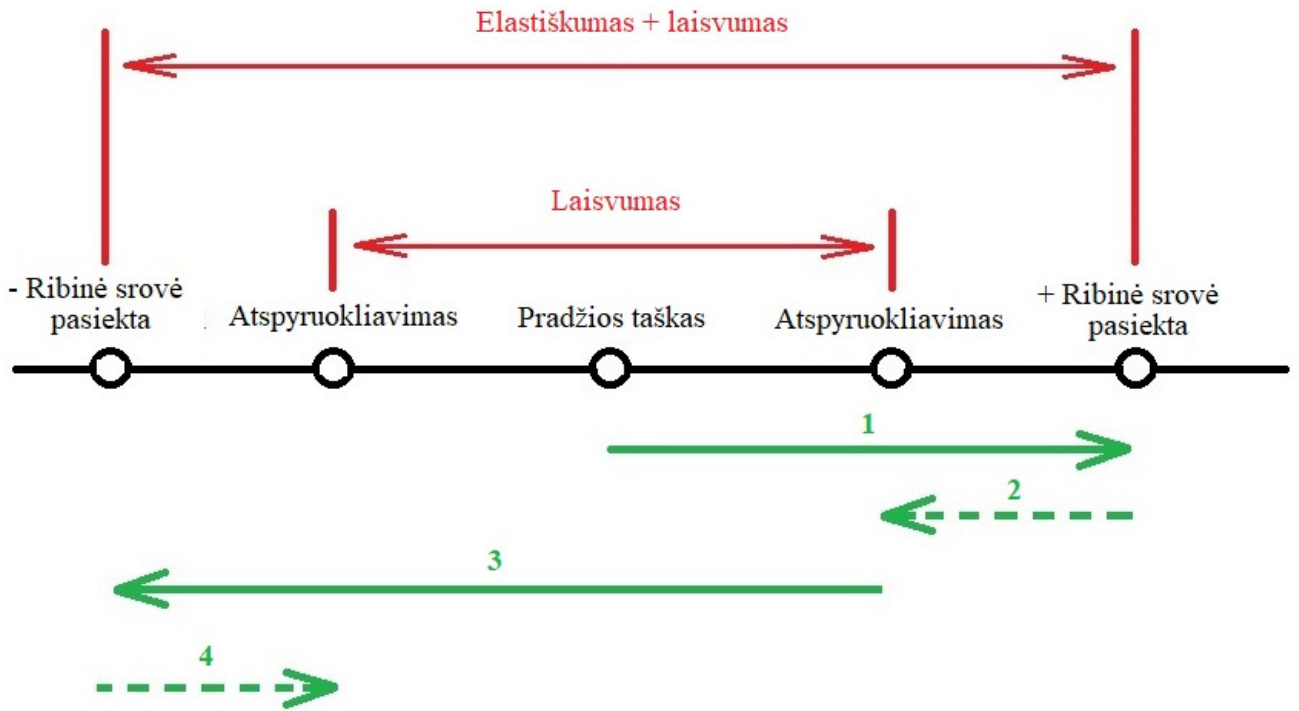 Elastiškumas + laisvumas
Laisvumas
- Ribinė srovė
pasiekta
Atspyruokliavimas
Pradžios taškas
Atspyruokliavimas
+ Ribinė srovė
pasiekta
1
2
3
4